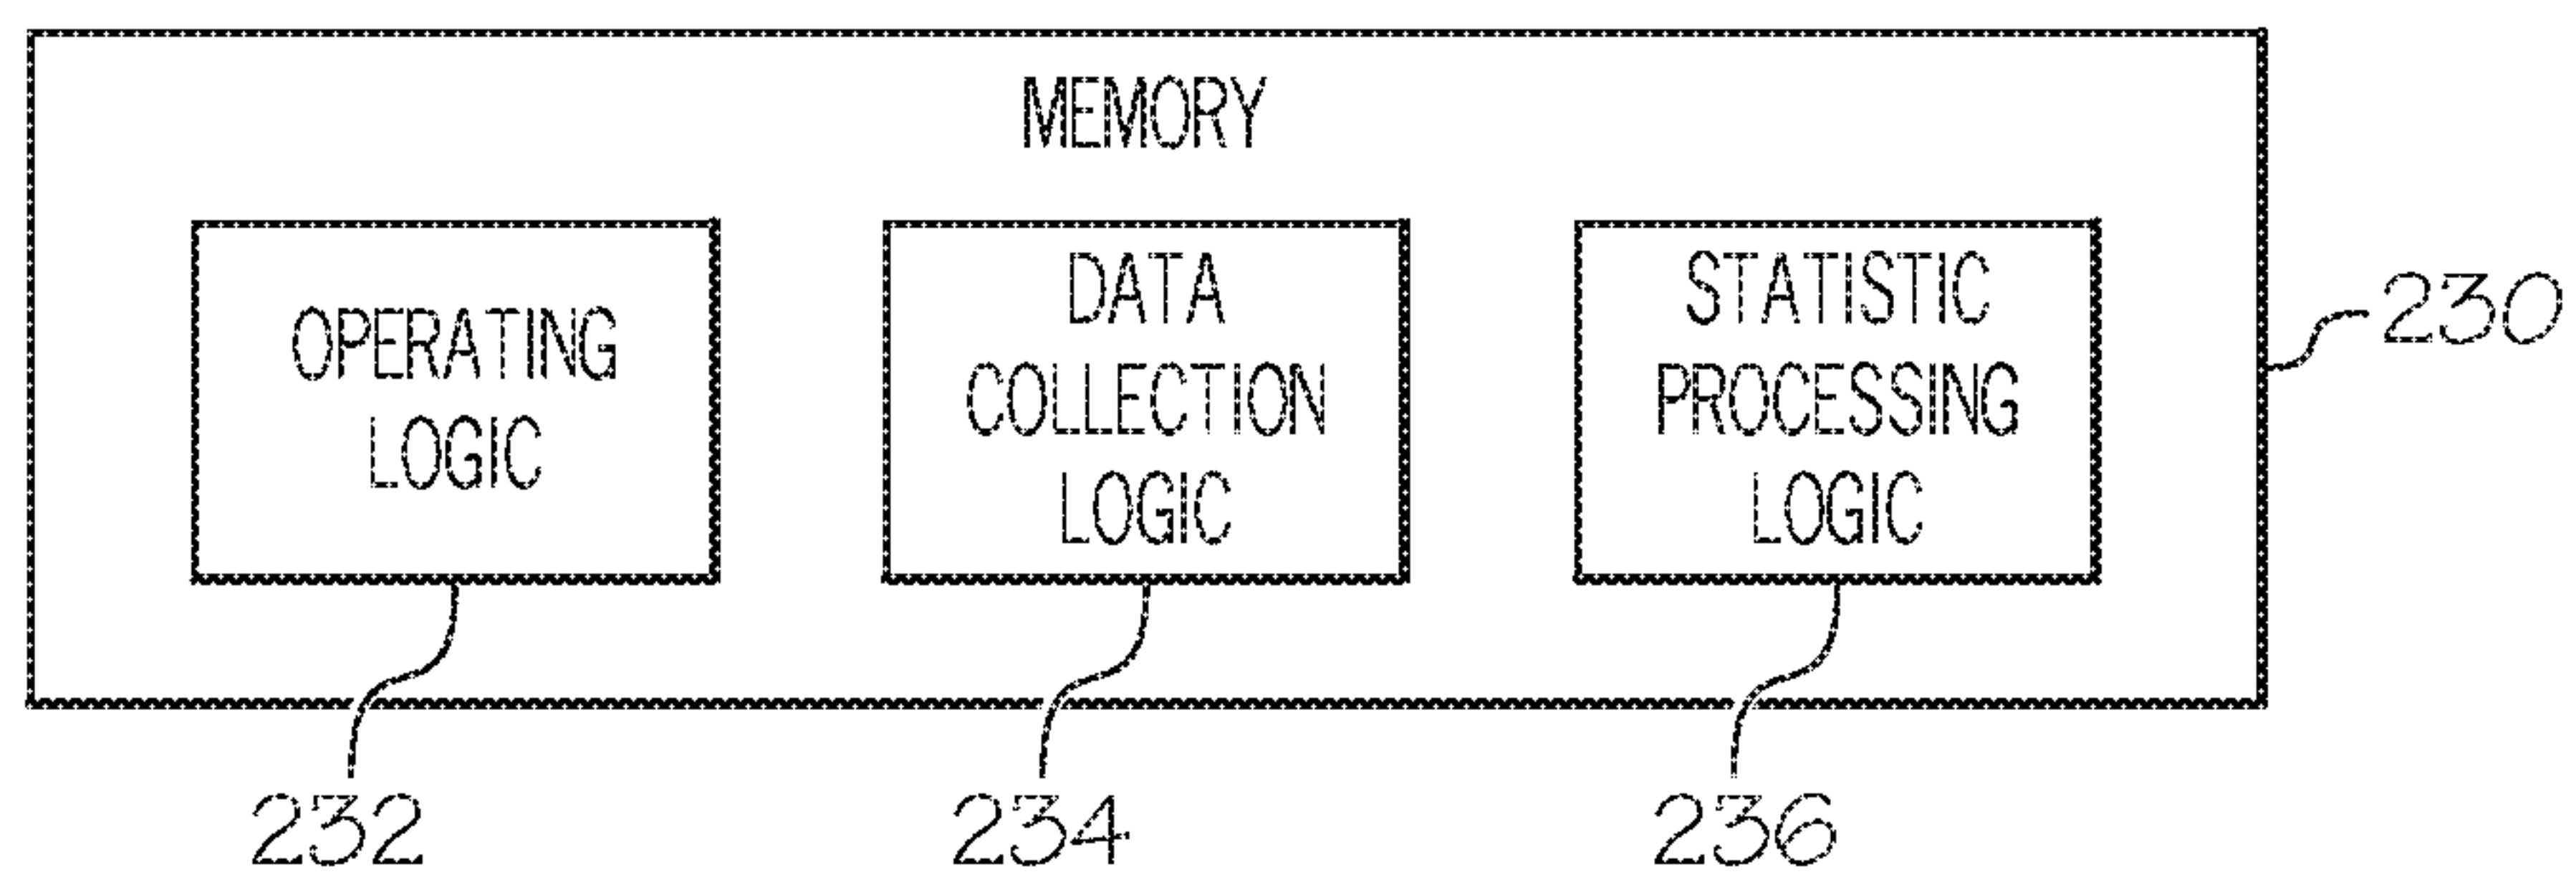 MEMORY
OPERATING
LOGIC
DATA
COLLECTION
LOGIC
STATISTIC
PROCESSING
LOGIC
230
232
234
236